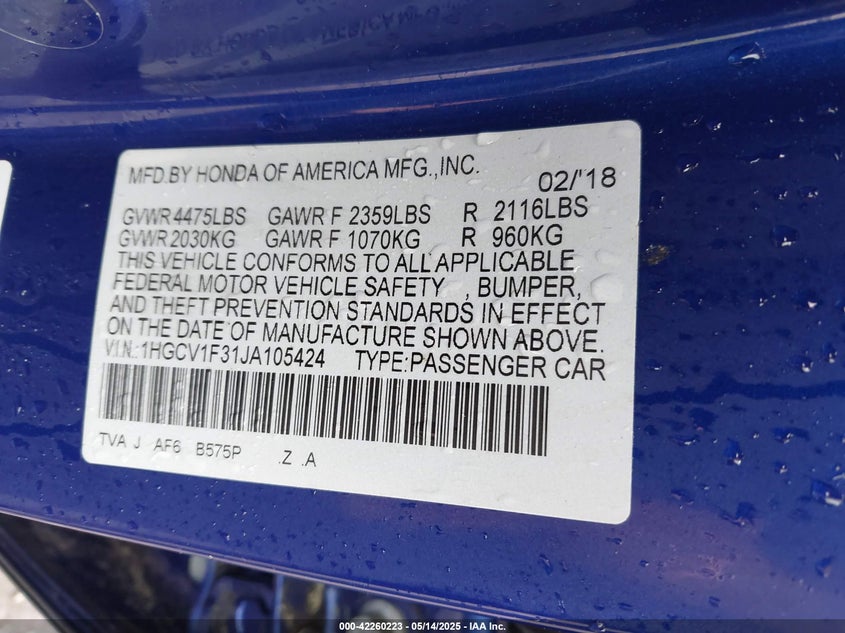 MFD.BY HONDA OF AMERICA MFG.,INC. 02/'18
GVWR 4475LBS GAWR F 2359LBS R 2116LBS
GVWR 2030KG GAWR F 1070KG R 960KG
THIS VEHICLE CONFORMS TO ALL APPLICABLE
FEDERAL MOTOR VEHICLE SAFETY , BUMPER,
AND THEFT PREVENTION STANDARDS IN EFFECT
ON THE DATE OF MANUFACTURE SHOWN ABOVE.
V.I.N.:1HGCV1F31JA105424 TYPE:PASSENGER CAR
TVA J AF6 B575P .Z .A
000-42260223 - 05/14/2025 - IAA Inc.